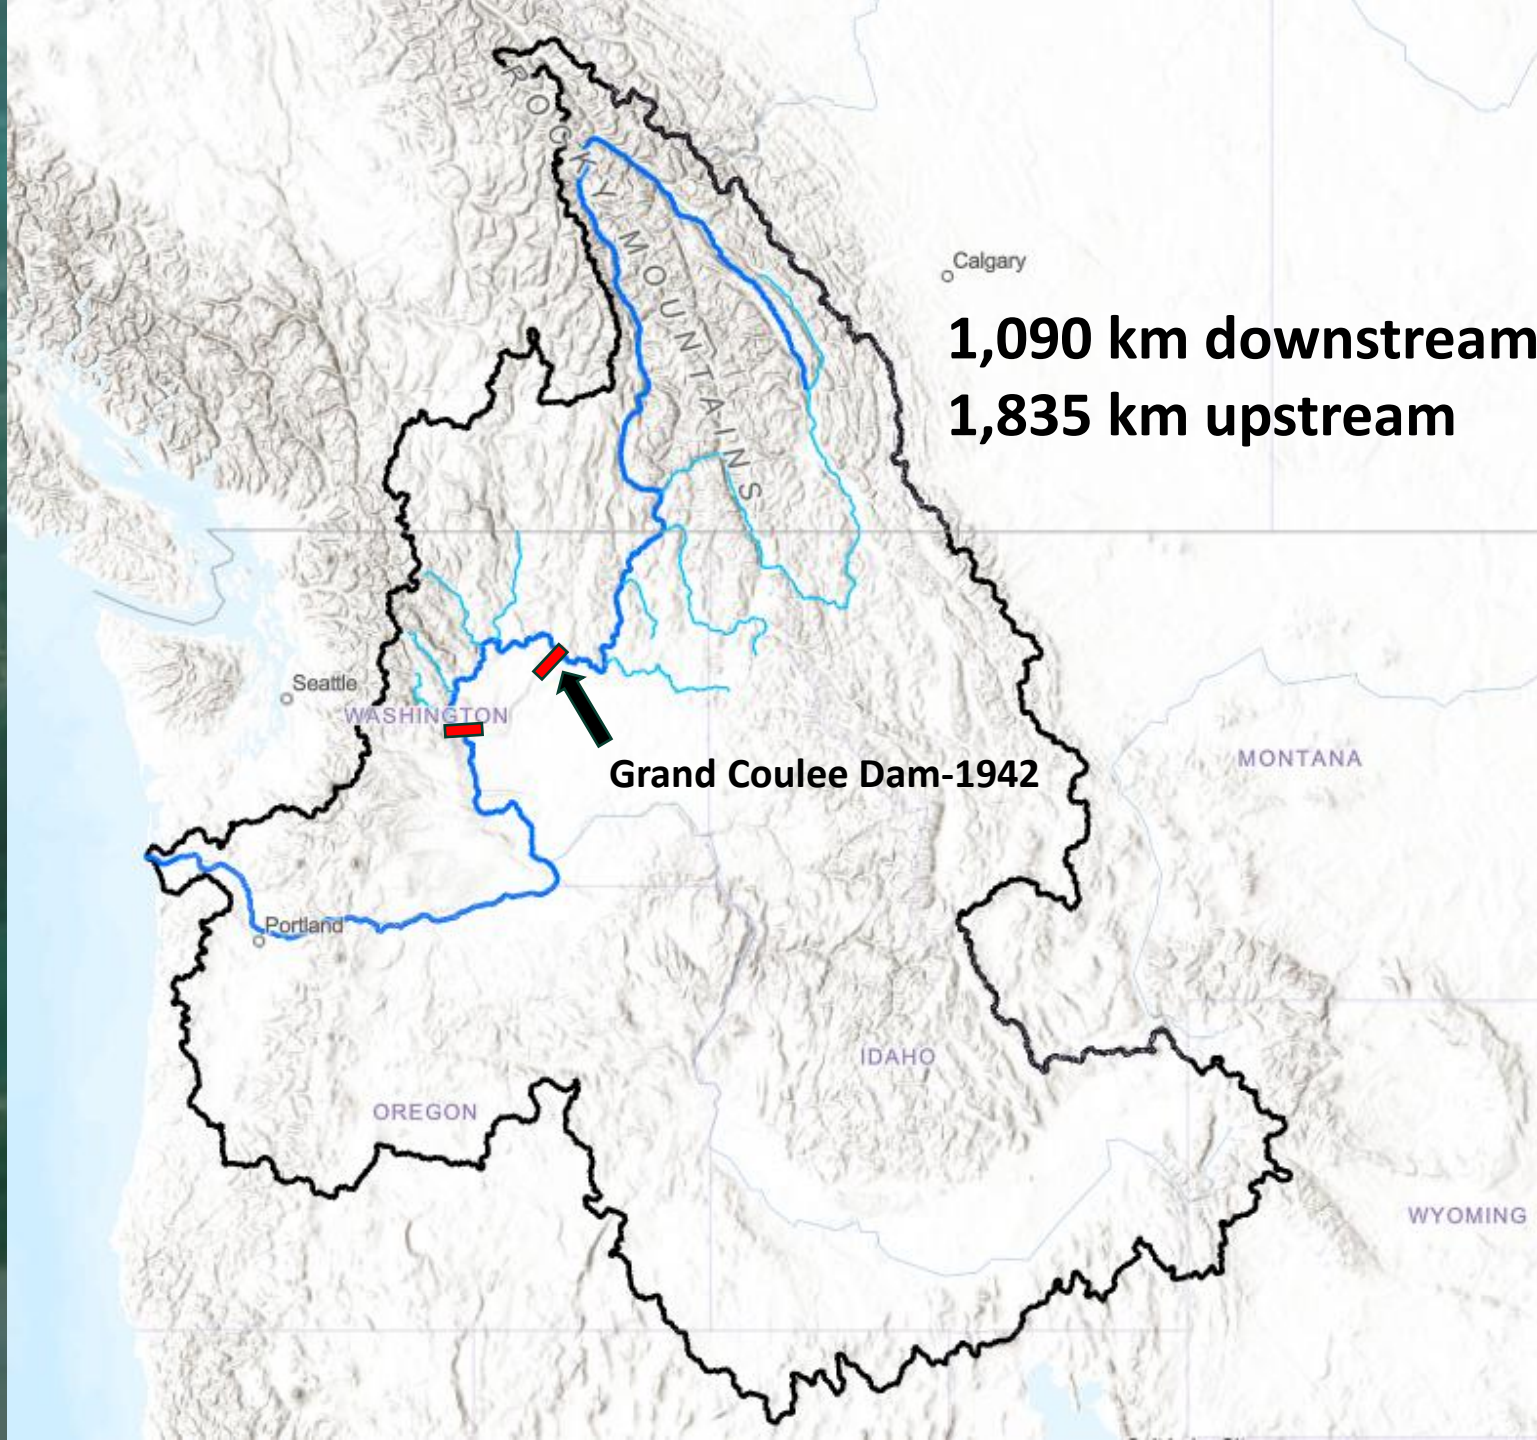 ROCKY MOUNTAINS
Calgary
1,090 km downstream
1,835 km upstream
Seattle
WASHINGTON
Grand Coulee Dam-1942
MONTANA
Portland
IDAHO
OREGON
WYOMING